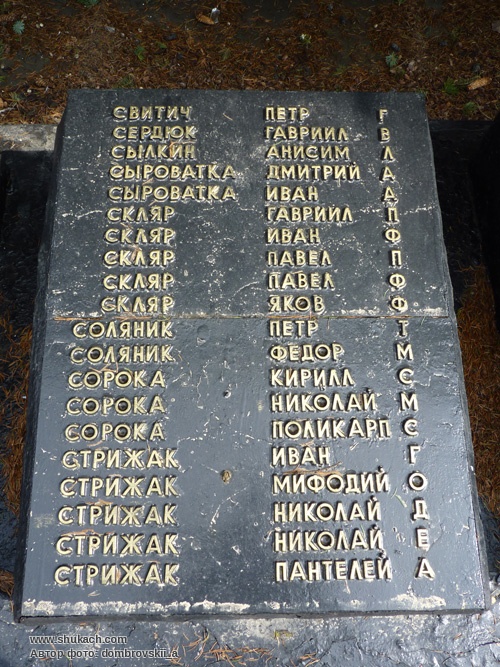 СВИТИЧ ПЕТР Г
СЕРДЮК ГАВРИИЛ В
СЫЛКИН АНИСИМ Л
СЫРОВАТКА ДМИТРИЙ А
СЫРОВАТКА ИВАН А
СКЛЯР ГАВРИИЛ П
СКЛЯР ИВАН Ф
СКЛЯР ПАВЕЛ П
СКЛЯР ПАВЕЛ Ф
СКЛЯР ЯКОВ Ф
СОЛЯНИК ПЕТР Т
СОЛЯНИК ФЕДОР М
СОРОКА КИРИЛЛ С
СОРОКА НИКОЛАЙ М
СОРОКА ПОЛИКАРП С
СТРИЖАК ИВАН Г
СТРИЖАК МИФОДИЙ О
СТРИЖАК НИКОЛАЙ Д
СТРИЖАК НИКОЛАЙ Е
СТРИЖАК ПАНТЕЛЕЙ А
www.shukach.com
Автор фото: dombrovskii_a